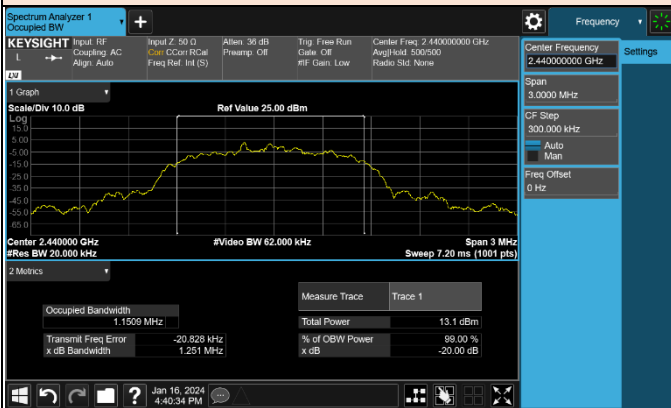 Spectrum Analyzer 1
Occupied BW
Frequency
KEYSIGHT
L
Input: RF
Coupling: AC
Align: Auto
Input Z: 50 Ω
Corr CCorr RCal
Freq Ref: Int (S)
Atten: 36 dB
Preamp: Off
Trig: Free Run
Gate: Off
#IF Gain: Low
Center Freq: 2.440000000 GHz
Avg|Hold: 500/500
Radio Std: None
Center Frequency
2.440000000 GHz
Settings
Span
3.0000 MHz
CF Step
300.000 kHz
Auto
Man
Freq Offset
0 Hz
1 Graph
Scale/Div 10.0 dB
Ref Value 25.00 dBm
Log
15.0
5.00
-5.00
-15.0
-25.0
-35.0
-45.0
-55.0
-65.0
Center 2.440000 GHz
#Video BW 62.000 kHz
Span 3 MHz
#Res BW 20.000 kHz
Sweep 7.20 ms (1001 pts)
2 Metrics
Measure Trace
Trace 1
Occupied Bandwidth
1.1509 MHz
Total Power
13.1 dBm
Transmit Freq Error
-20.828 kHz
% of OBW Power
99.00 %
x dB Bandwidth
1.251 MHz
x dB
-20.00 dB
?
Jan 16, 2024
4:40:34 PM